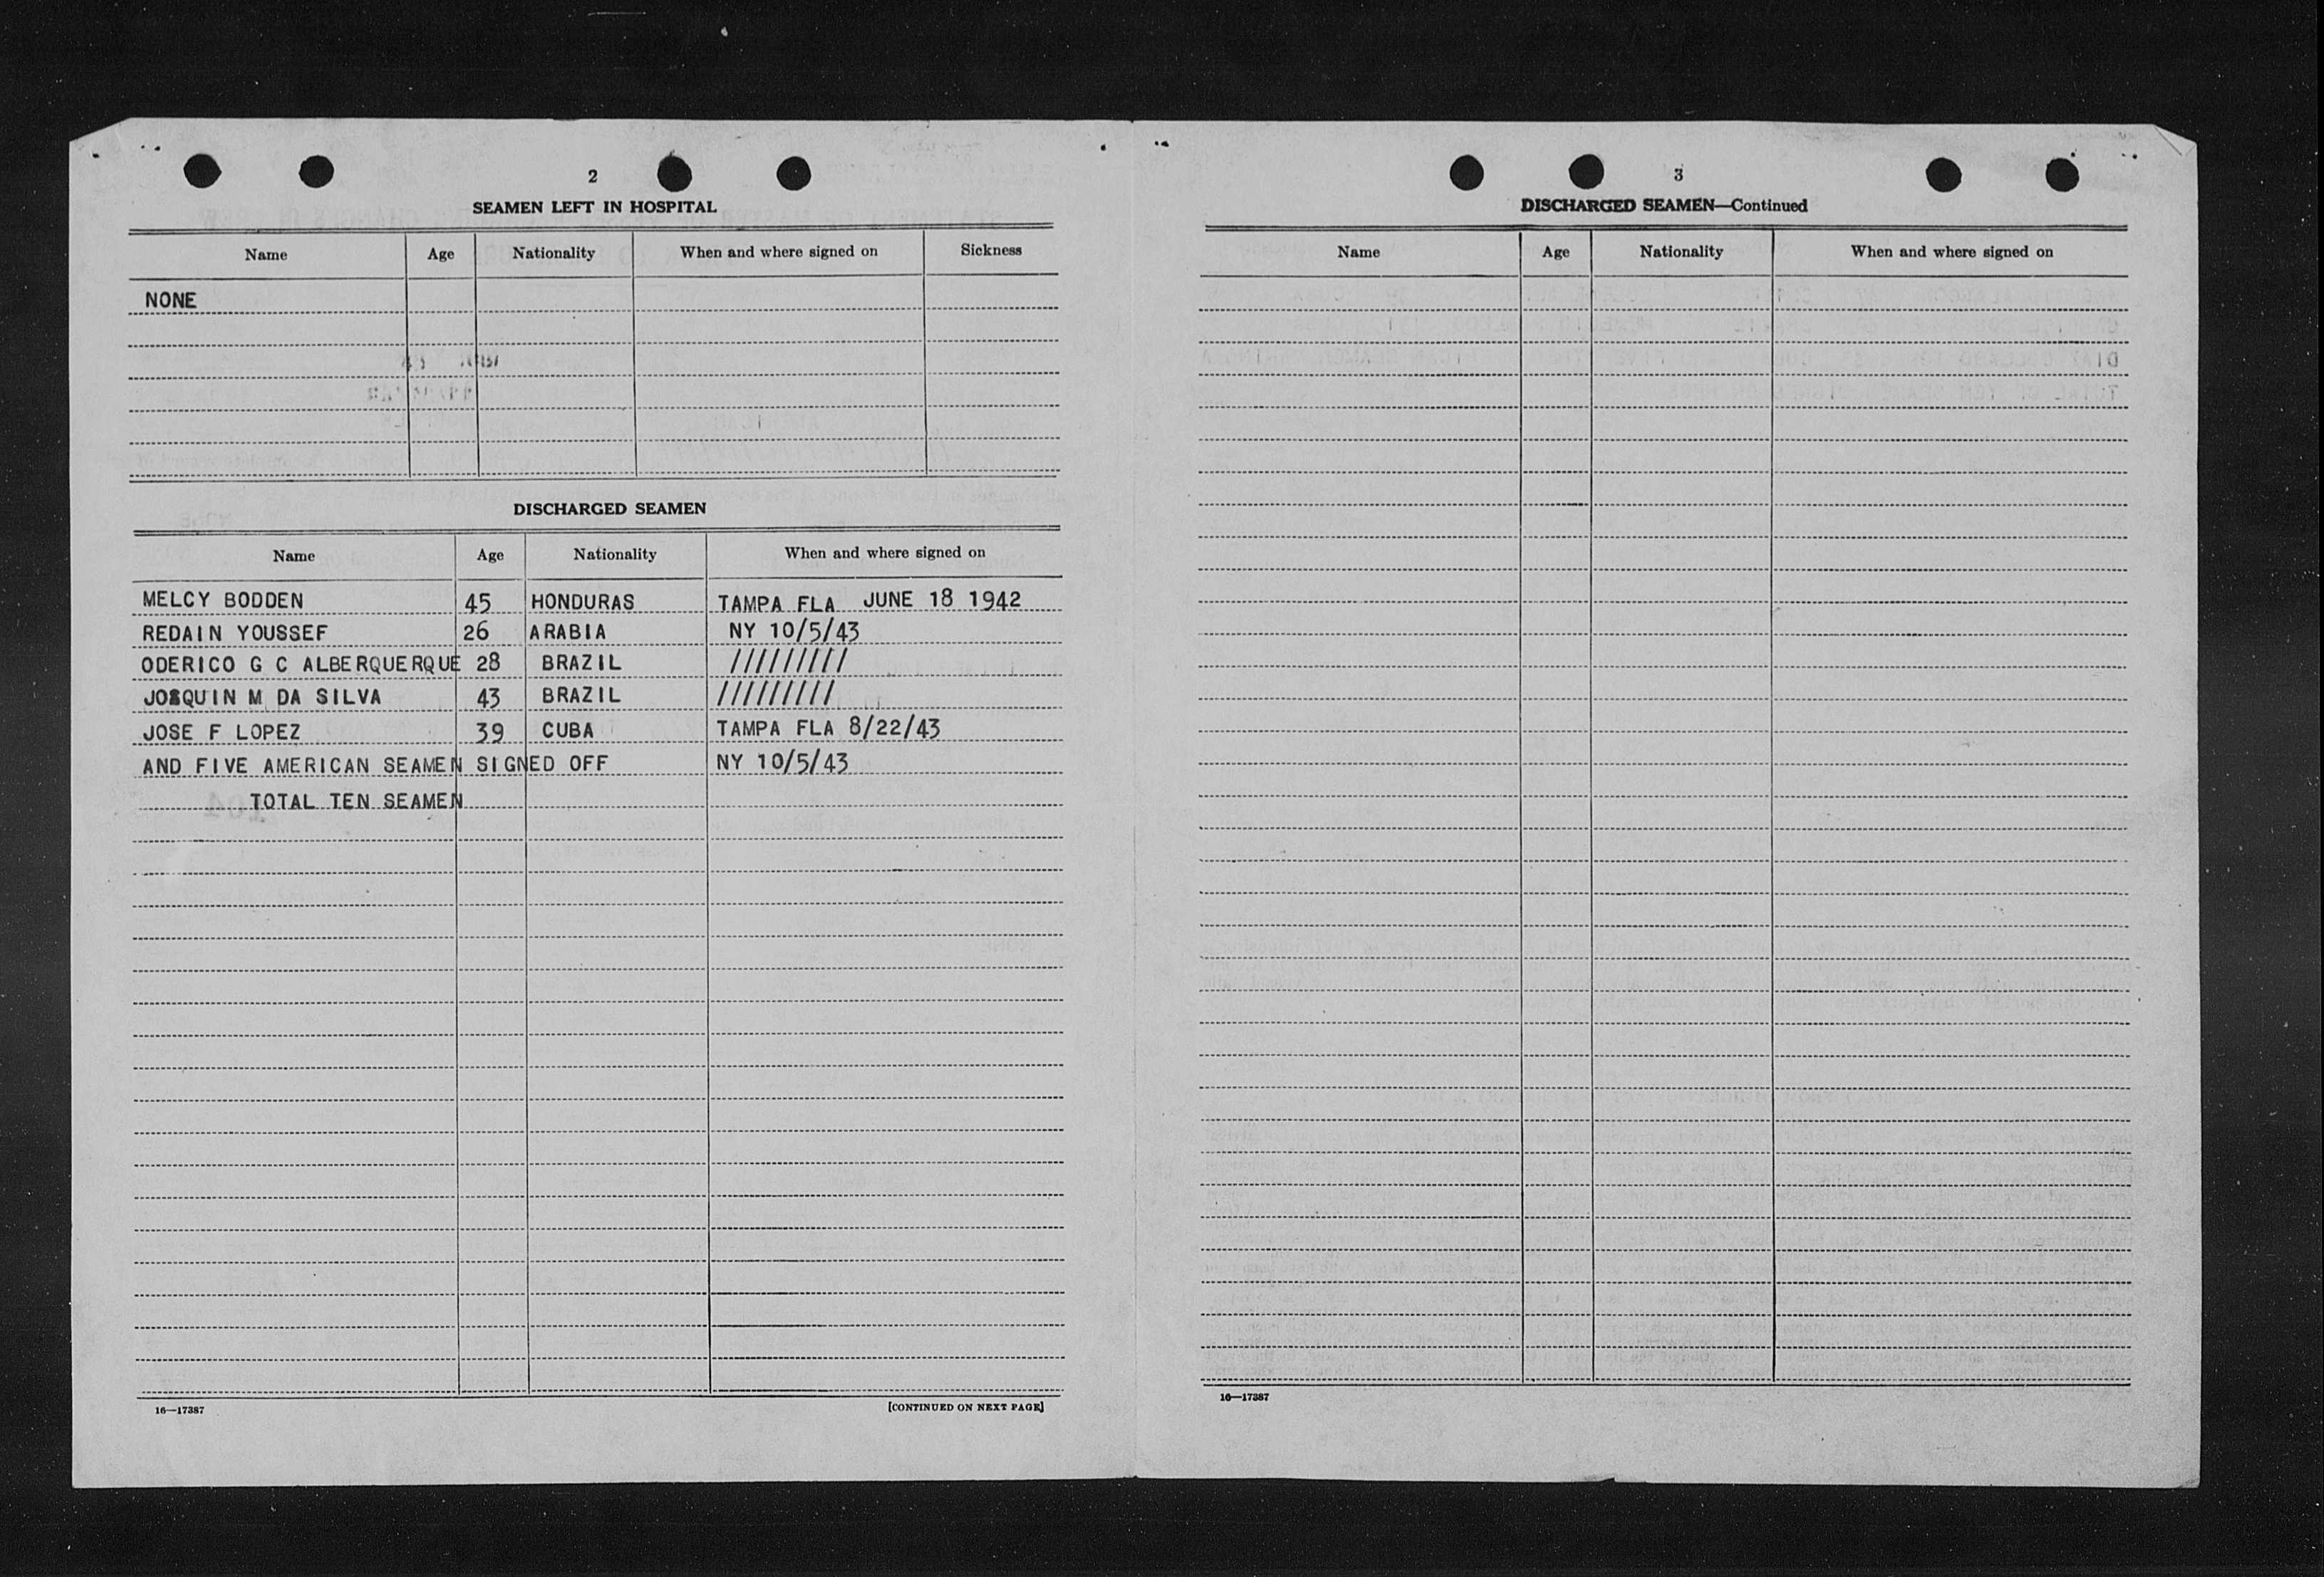 2
SEAMEN LEFT IN HOSPITAL
Name Age Nationality When and where signed on Sickness
NONE
DISCHARGED SEAMEN
Name Age Nationality When and where signed on
MELCY BODDEN 45 HONDURAS TAMPA FLA JUNE 18 1942
REDAIN YOUSSEF 26 ARABIA NY 10/5/43
ODERICO G C ALBERQUERQUE 28 BRAZIL /////////
JOAQUIN M DA SILVA 43 BRAZIL /////////
JOSE F LOPEZ 39 CUBA TAMPA FLA 8/22/43
AND FIVE AMERICAN SEAMEN SIGNED OFF NY 10/5/43
TOTAL TEN SEAMEN
16—17387 [CONTINUED ON NEXT PAGE]
3
DISCHARGED SEAMEN—Continued
Name Age Nationality When and where signed on
16—17387